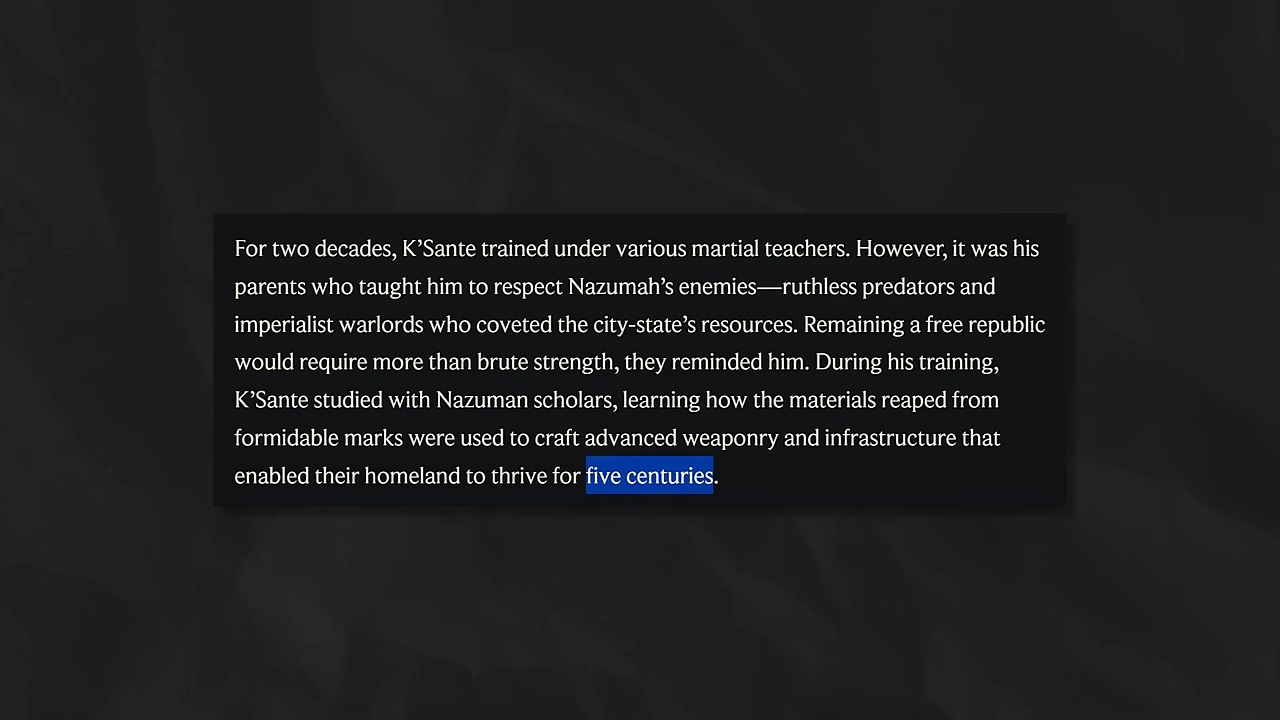 For two decades, K’Sante trained under various martial teachers. However, it was his
parents who taught him to respect Nazumah’s enemies—ruthless predators and
imperialist warlords who coveted the city-state’s resources. Remaining a free republic
would require more than brute strength, they reminded him. During his training,
K’Sante studied with Nazuman scholars, learning how the materials reaped from
formidable marks were used to craft advanced weaponry and infrastructure that
enabled their homeland to thrive for five centuries.